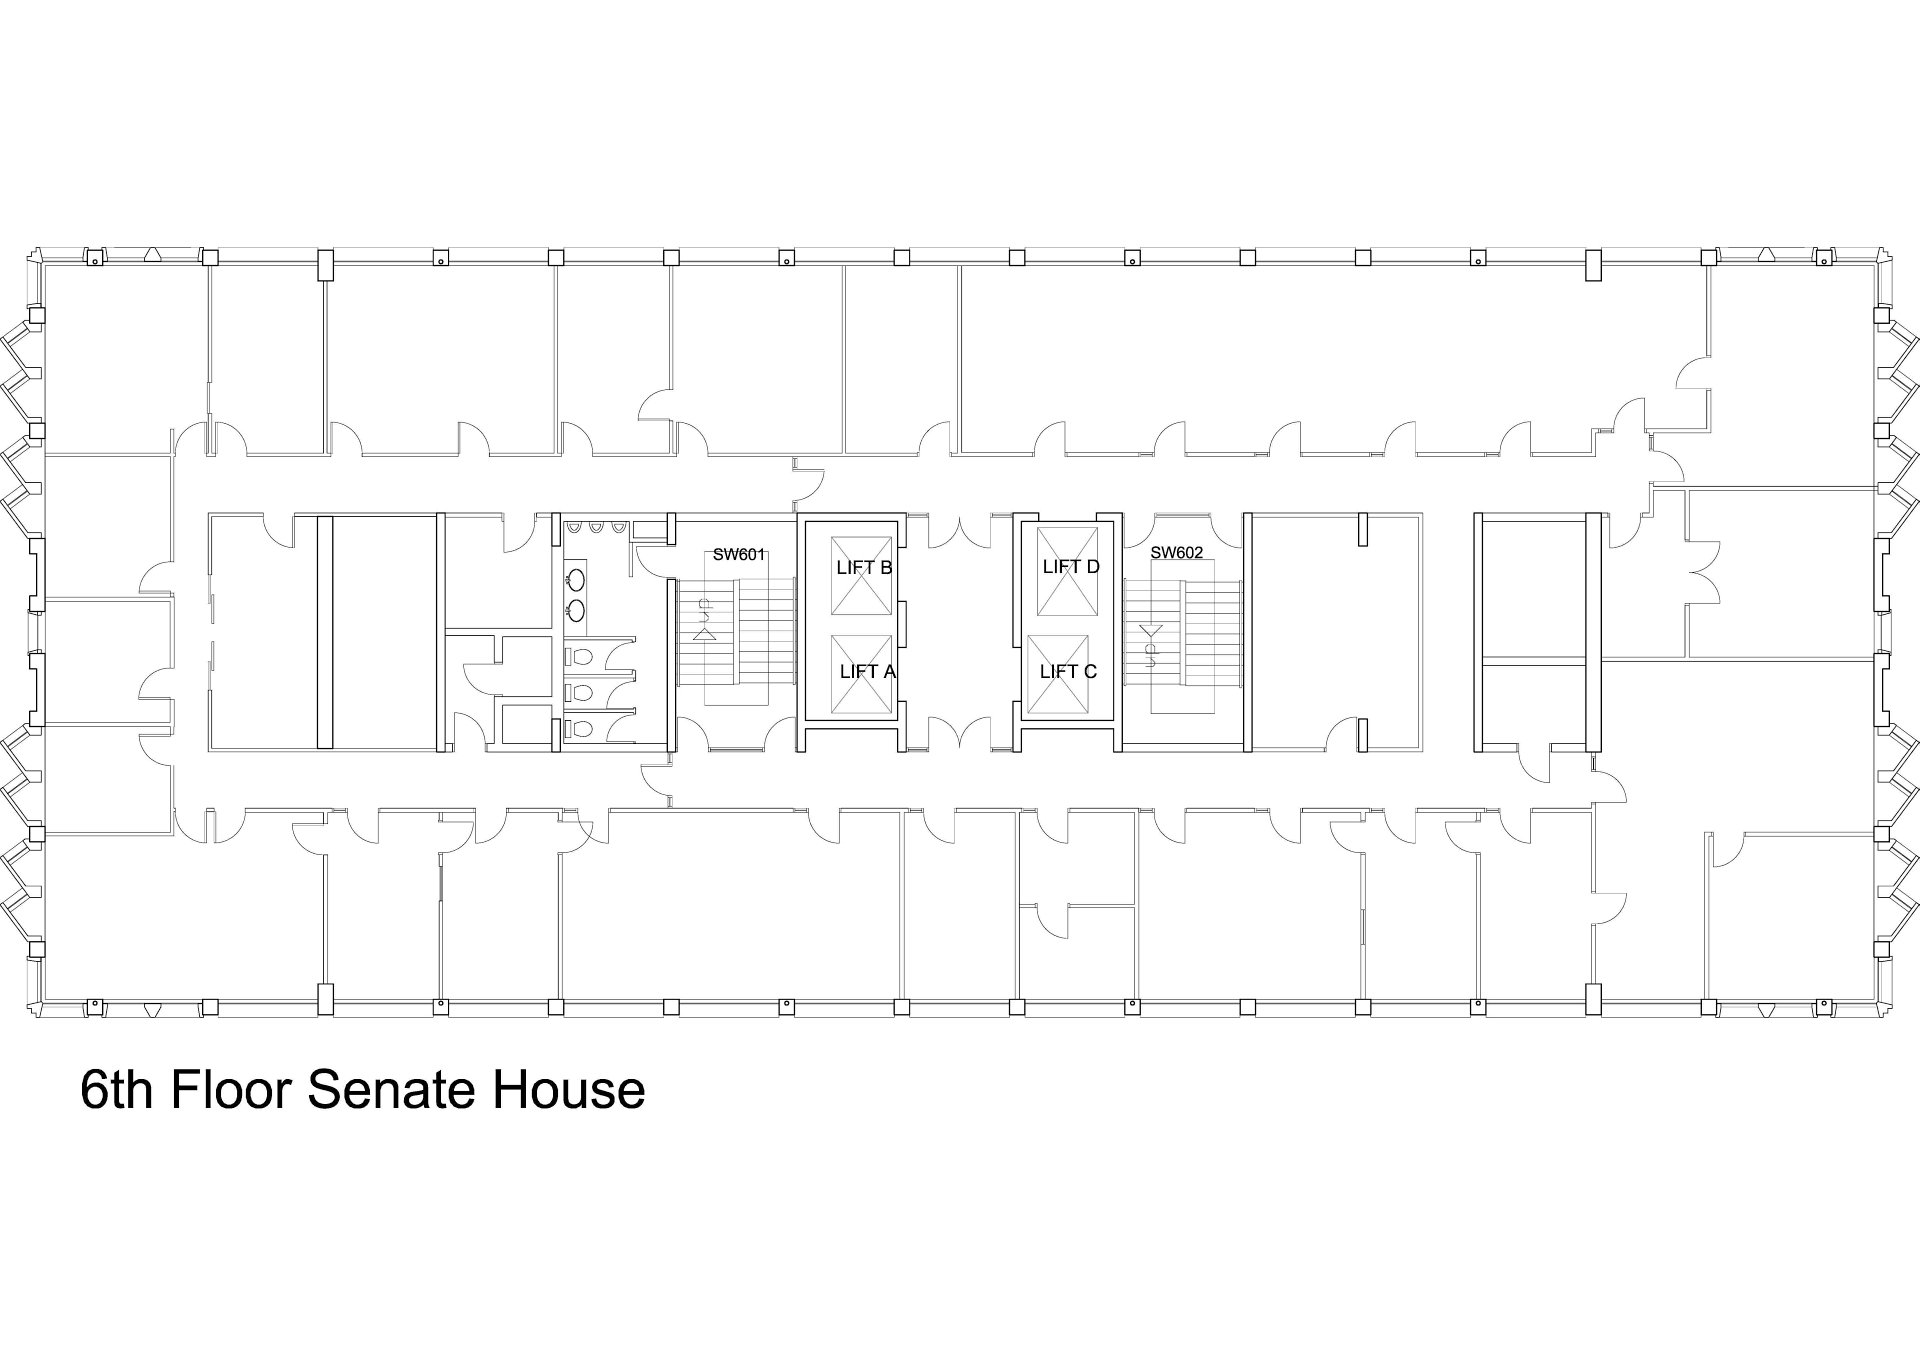 SW601
SW602
LIFT B
LIFT D
up
up
LIFT A
LIFT C
6th Floor Senate House